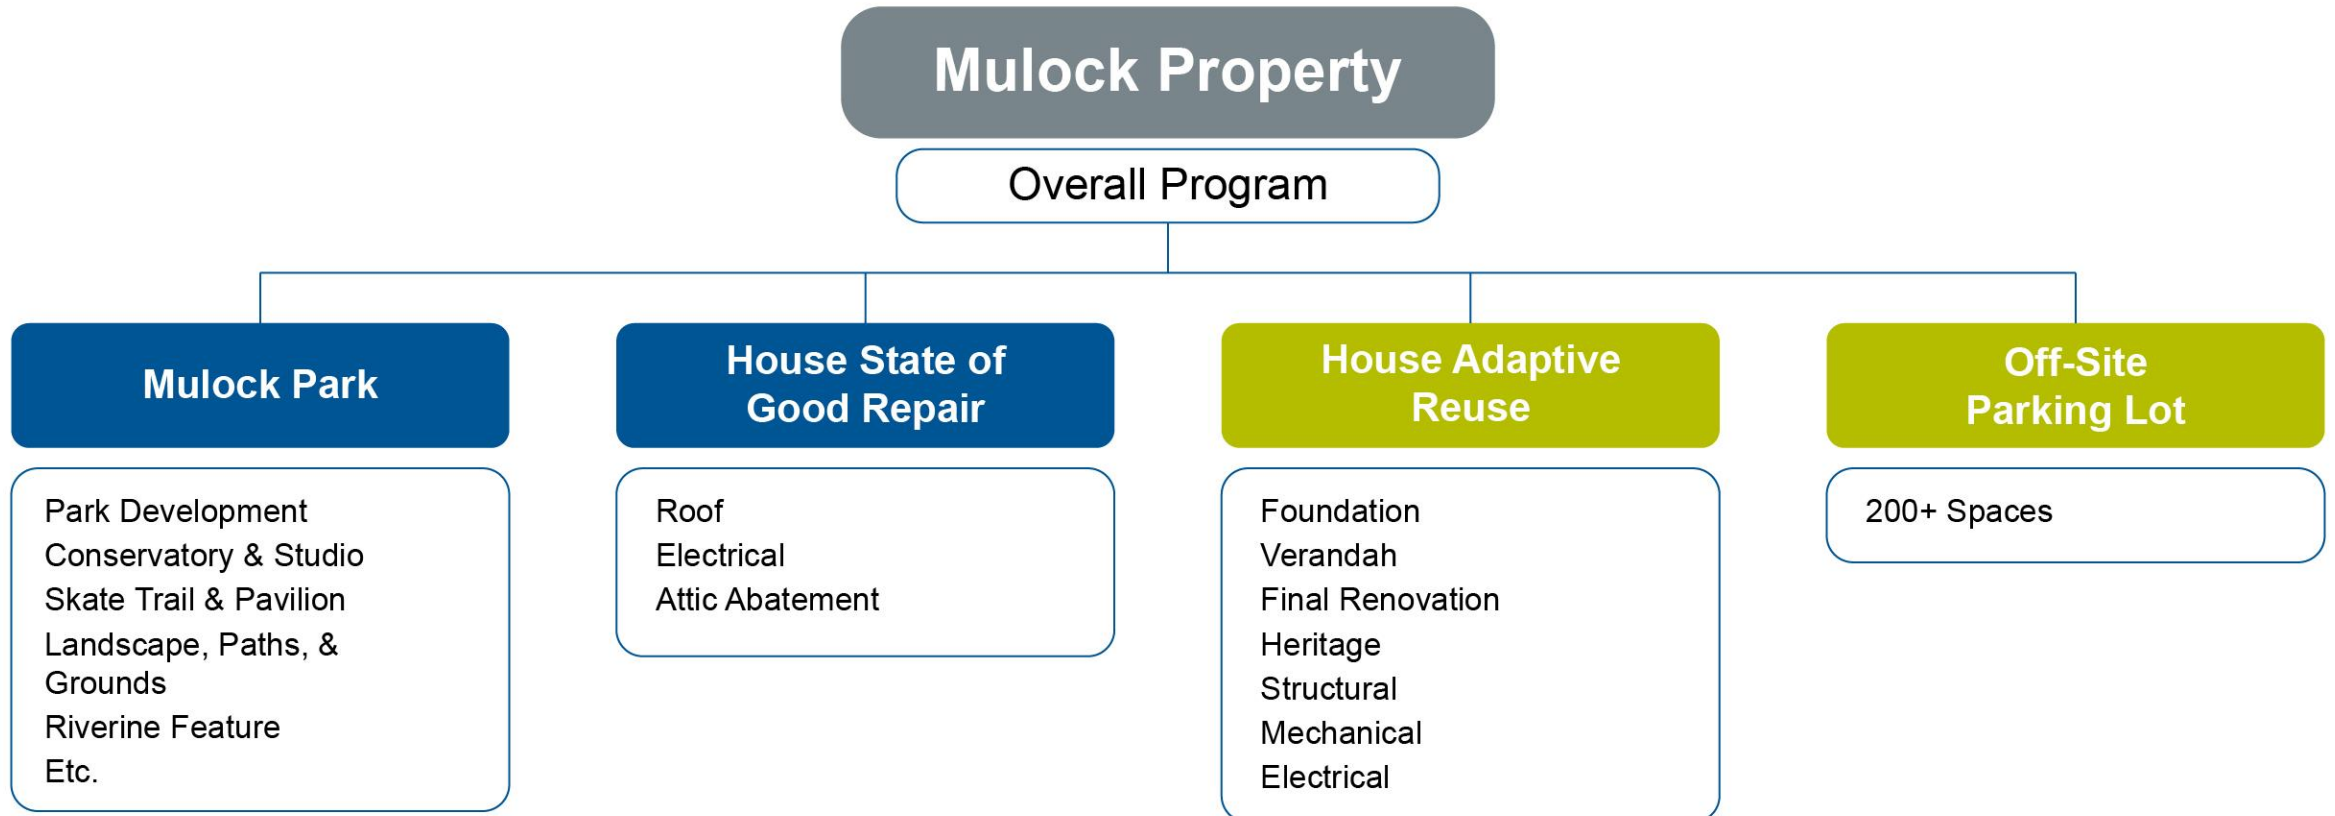 Mulock Property
Overall Program
Mulock Park
Park Development
Conservatory & Studio
Skate Trail & Pavilion
Landscape, Paths, &
Grounds
Riverine Feature
Etc.
House State of
Good Repair
Roof
Electrical
Attic Abatement
House Adaptive
Reuse
Foundation
Verandah
Final Renovation
Heritage
Structural
Mechanical
Electrical
Off-Site
Parking Lot
200+ Spaces